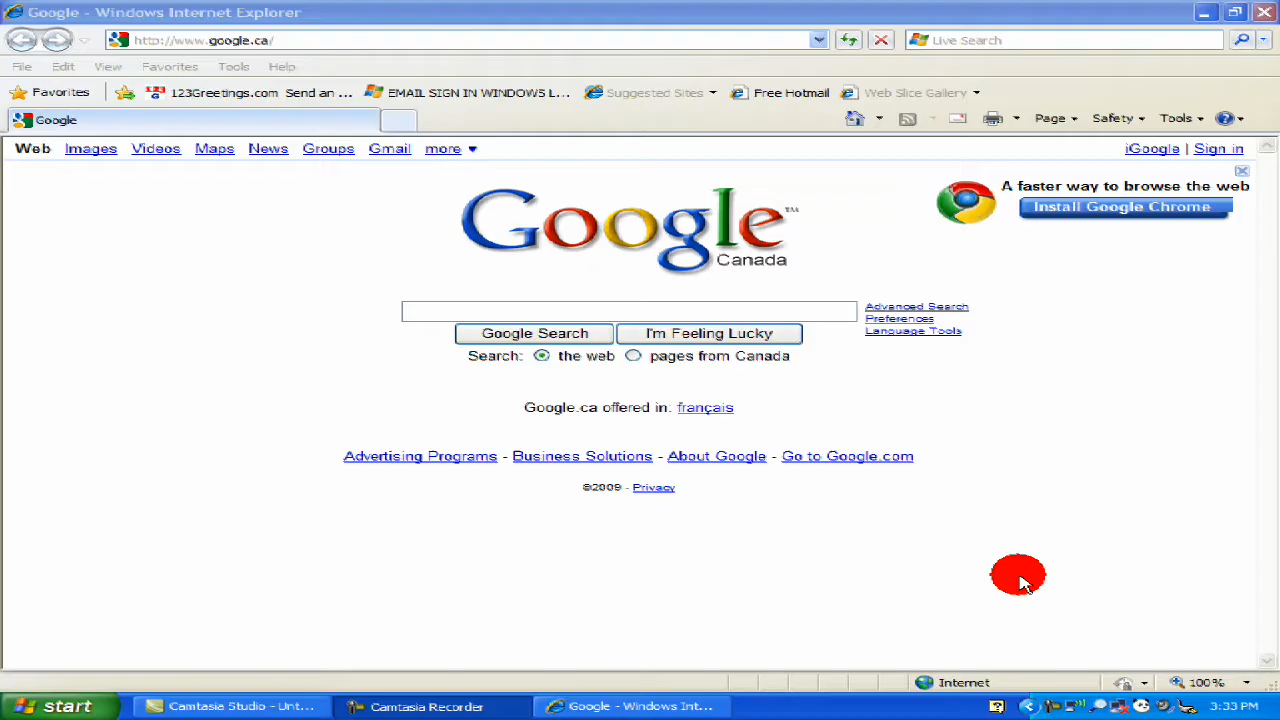 Google - Windows Internet Explorer
http://www.google.ca/
Live Search
File Edit View Favorites Tools Help
Favorites 123Greetings.com Send an ... EMAIL SIGN IN WINDOWS L... Suggested Sites Free Hotmail Web Slice Gallery
Google
Page Safety Tools
Web Images Videos Maps News Groups Gmail more
iGoogle | Sign in
A faster way to browse the web
Install Google Chrome
Google™
Canada
Advanced Search
Preferences
Language Tools
Google Search I'm Feeling Lucky
Search: the web pages from Canada
Google.ca offered in: français
Advertising Programs - Business Solutions - About Google - Go to Google.com
©2009 - Privacy
Internet 100%
start Camtasia Studio - Unt... Camtasia Recorder Google - Windows Int... 3:33 PM